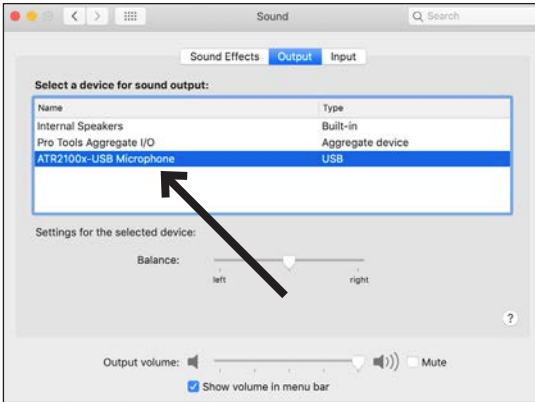 Sound
Search
Sound Effects Output Input
Select a device for sound output:
Name Type
Internal Speakers Built-in
Pro Tools Aggregate I/O Aggregate device
ATR2100x-USB Microphone USB
Settings for the selected device:
Balance:
left right
?
Output volume: Mute
Show volume in menu bar